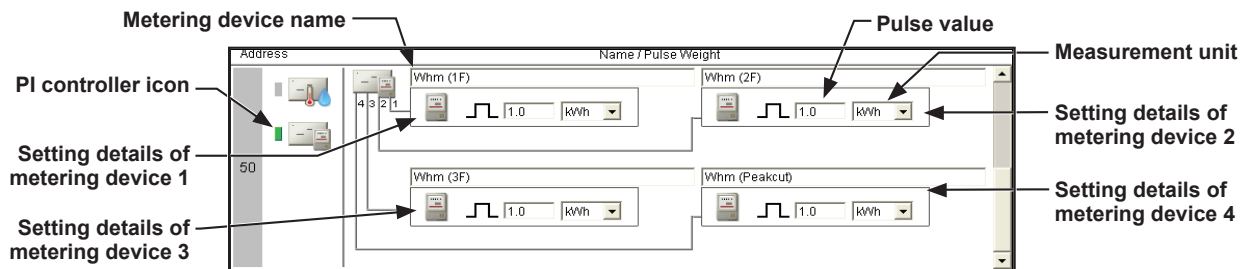 Metering device name
Pulse value
Address
Name / Pulse Weight
Measurement unit
PI controller icon
Whm (1F)
Whm (2F)
4 3 2 1
1.0
kWh
1.0
kWh
Setting details of
metering device 2
Setting details of
metering device 1
50
Whm (3F)
Whm (Peakcut)
1.0
kWh
1.0
kWh
Setting details of
metering device 4
Setting details of
metering device 3